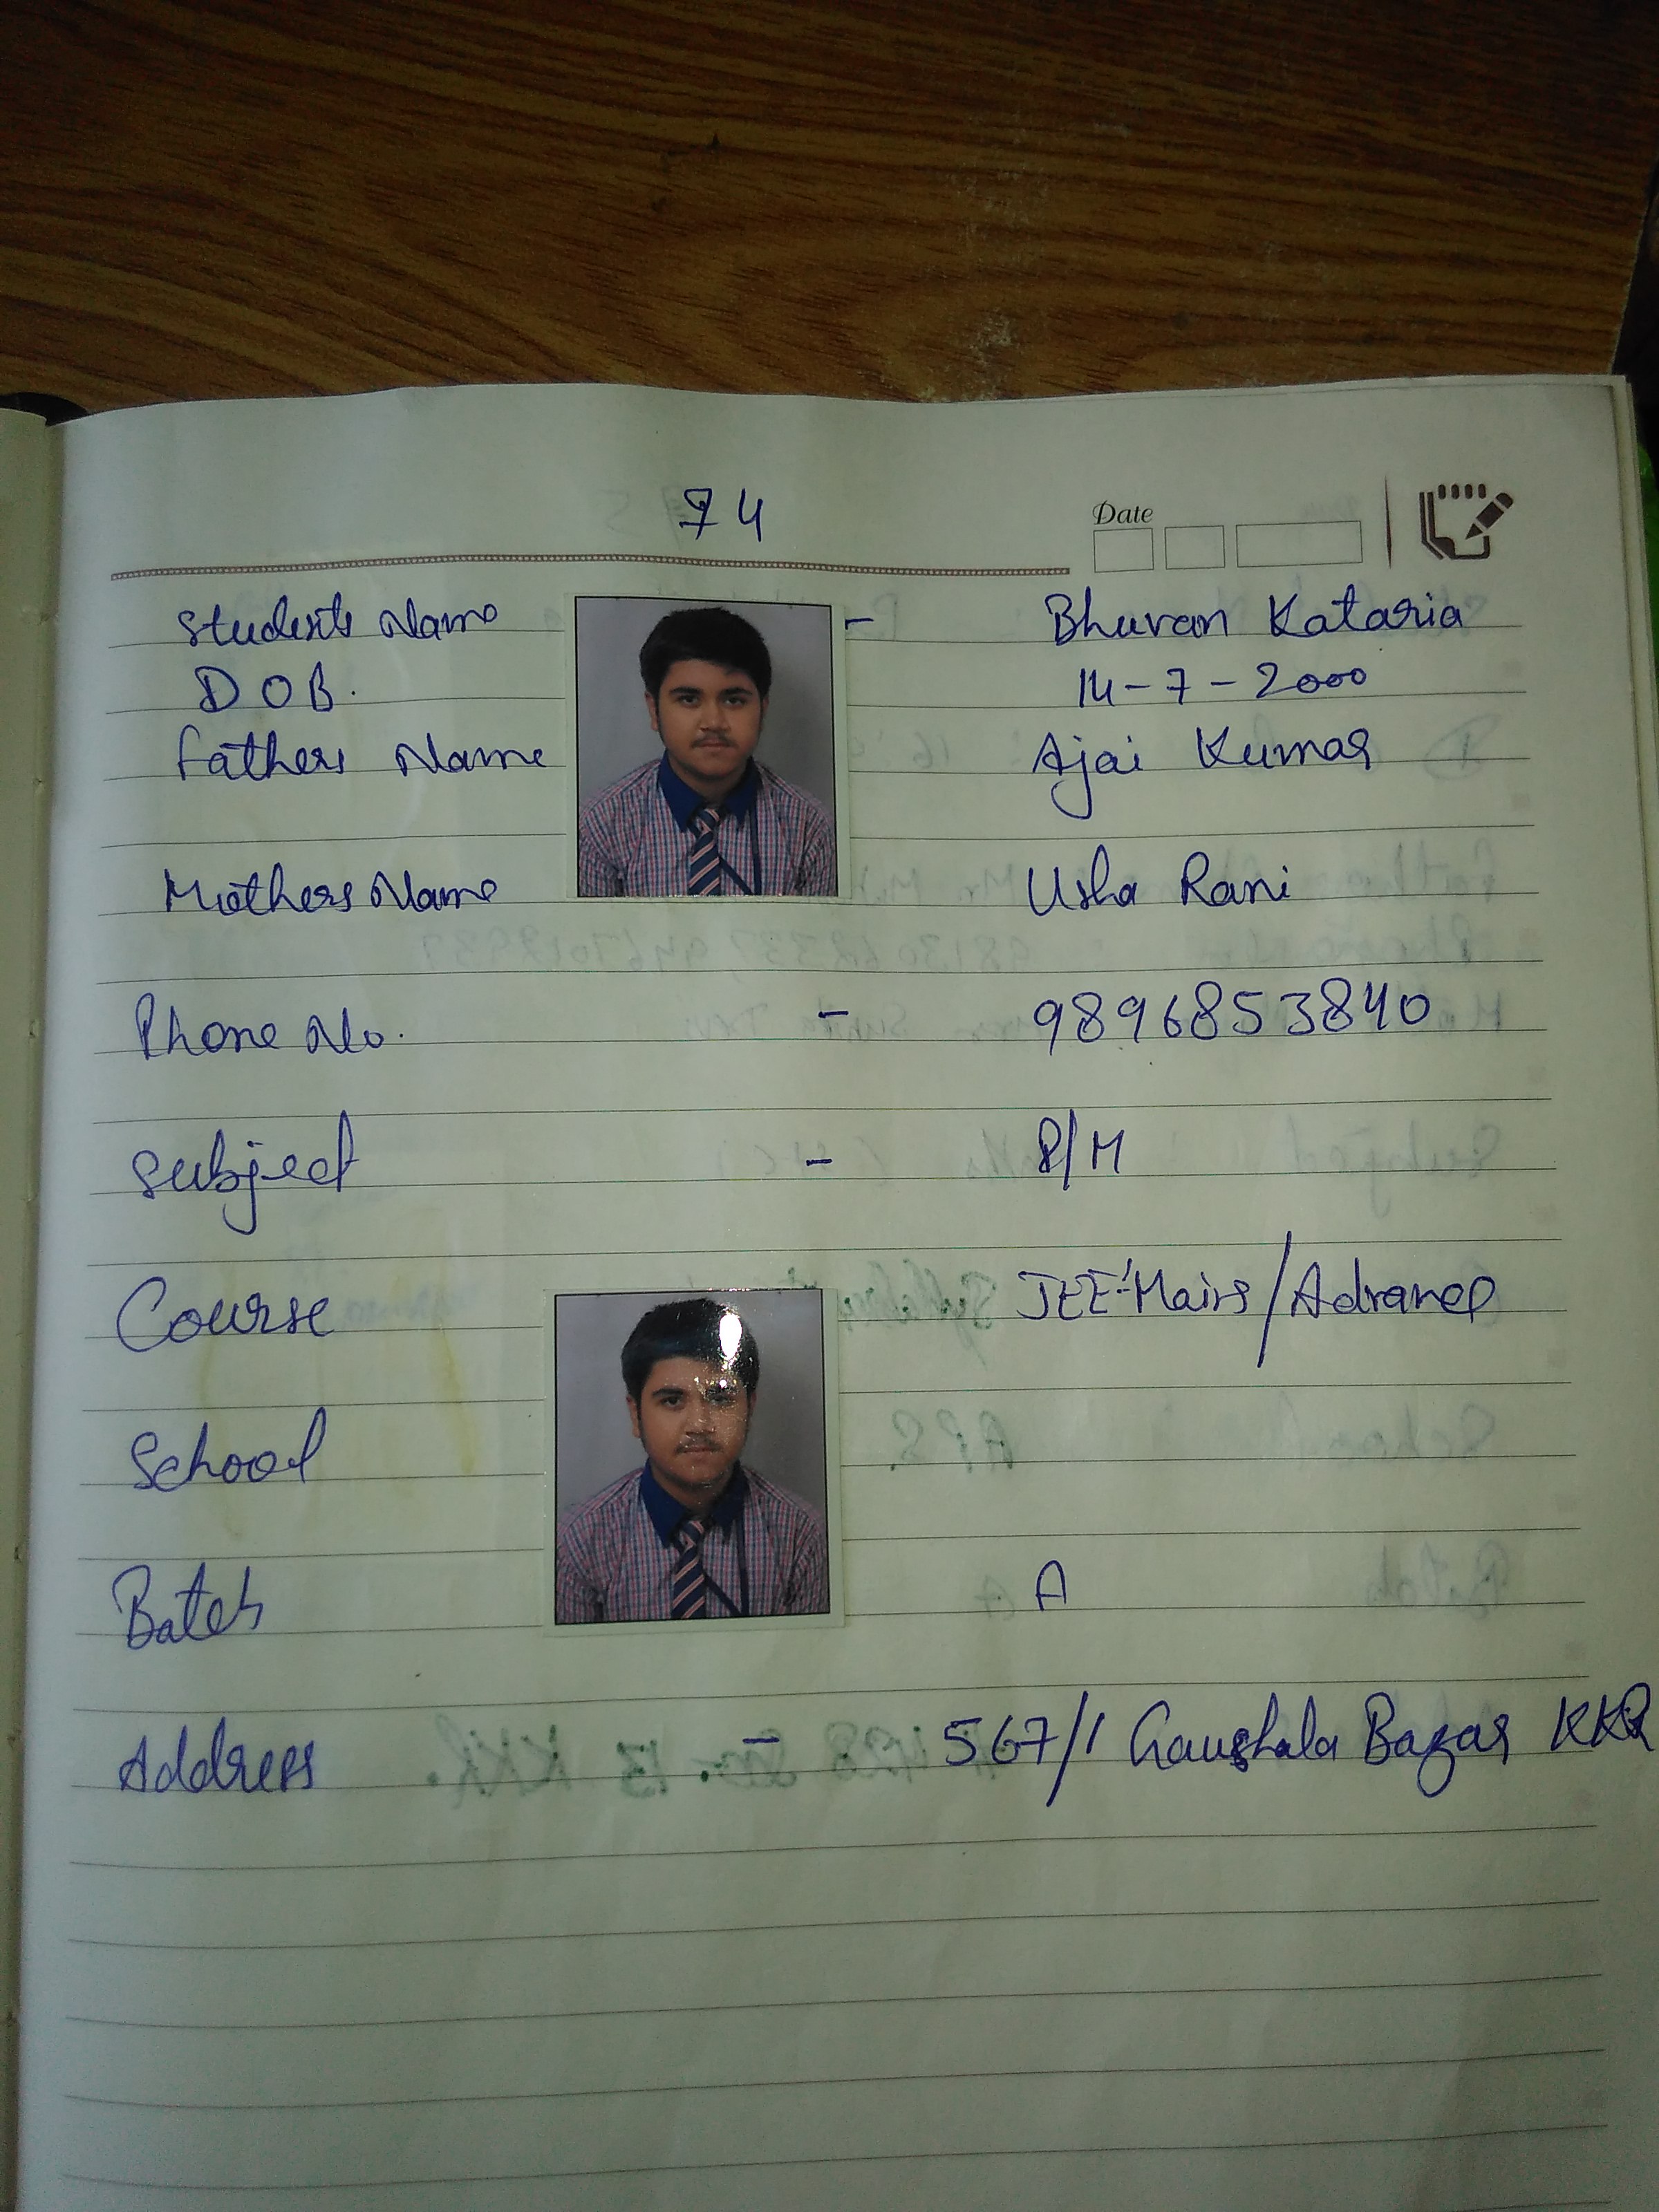 74
Date
Students Name - Bhuvan Kataria
DOB. 14-7-2000
Fathers Name Ajai Kumar
Mothers Name Usha Rani
Phone No. - 9896853840
Subject - P/M
Course JEE-Mains/Advanced
School
Batch A
Address - 567/1 Gaushala Bazar KKR